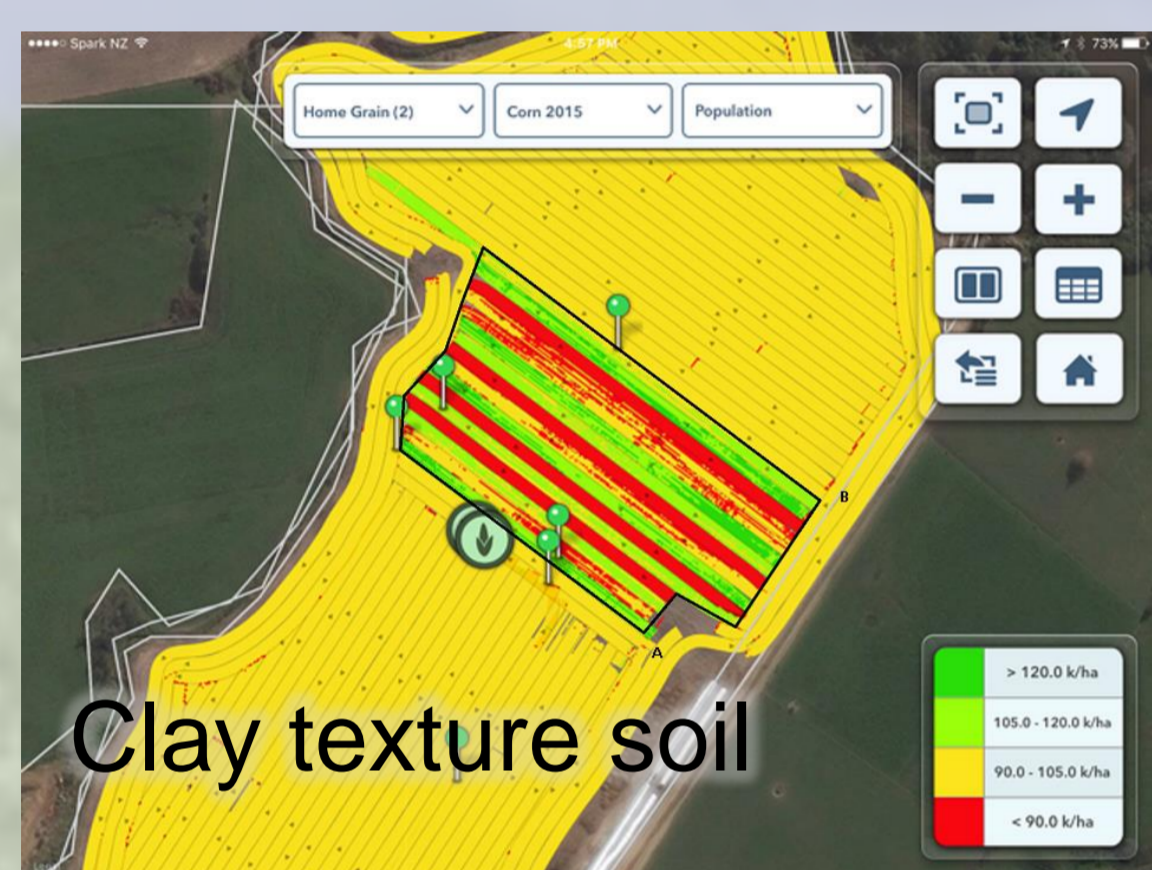 Spark NZ
4:57 PM
73%
Home Grain (2)
Corn 2015
Population
B
A
Clay texture soil
> 120.0 k/ha
105.0 - 120.0 k/ha
90.0 - 105.0 k/ha
< 90.0 k/ha